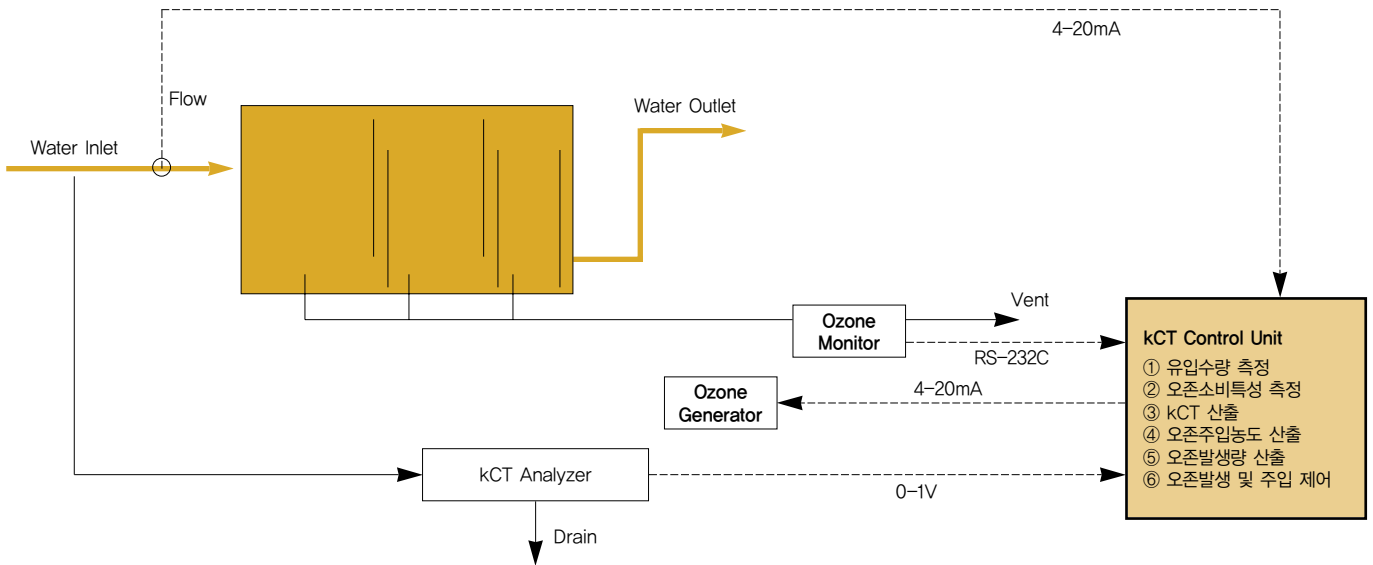 4-20mA
Flow
Water Outlet
Water Inlet
Vent
Ozone
Monitor
RS-232C
kCT Control Unit
① 유입수량 측정
② 오존소비특성 측정
③ kCT 산출
④ 오존주입농도 산출
⑤ 오존발생량 산출
⑥ 오존발생 및 주입 제어
Ozone
Generator
4-20mA
kCT Analyzer
0-1V
Drain